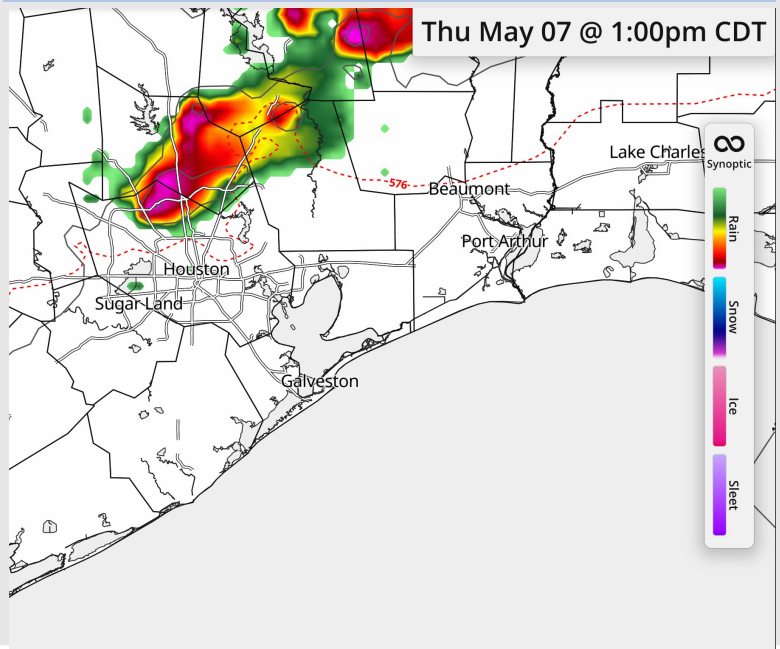 Thu May 07 @ 1:00pm CDT
Lake Charles
Synoptic
576
Beaumont
Rain
Port Arthur
Houston
Snow
Sugar Land
Galveston
Ice
Sleet